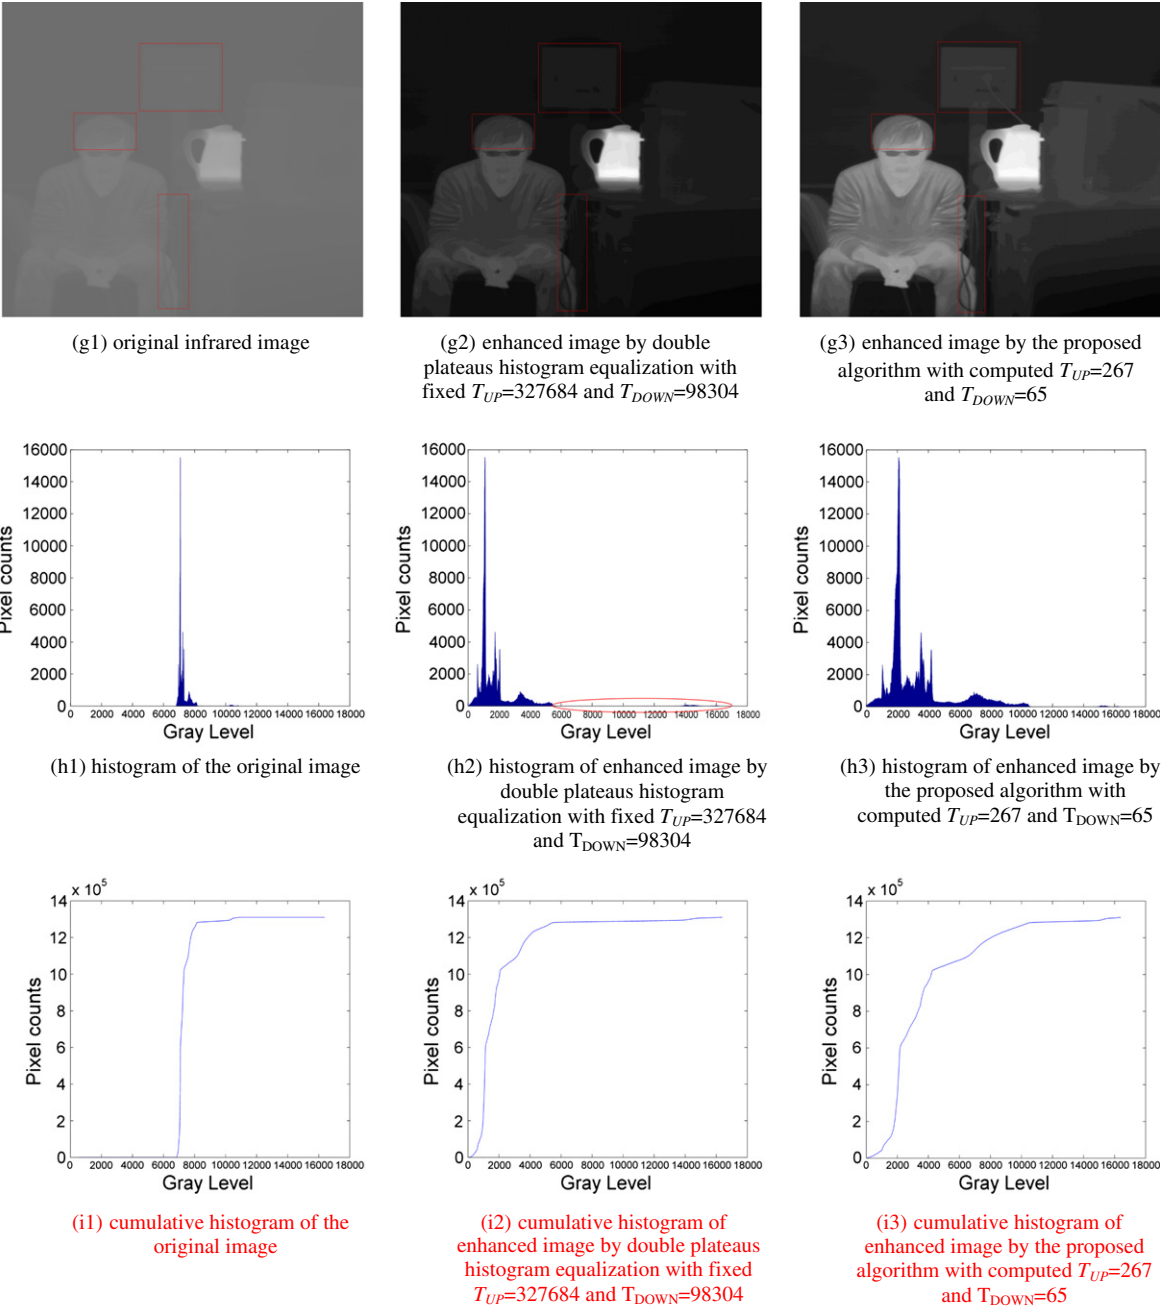 (g1) original infrared image
(g2) enhanced image by double
plateaus histogram equalization with
fixed T_UP=327684 and T_DOWN=98304
(g3) enhanced image by the proposed
algorithm with computed T_UP=267
and T_DOWN=65
16000
14000
12000
10000
8000
6000
4000
2000
0
Pixel counts
0 2000 4000 6000 8000 10000 12000 14000 16000 18000
Gray Level
16000
14000
12000
10000
8000
6000
4000
2000
0
Pixel counts
0 2000 4000 6000 8000 10000 12000 14000 16000 18000
Gray Level
16000
14000
12000
10000
8000
6000
4000
2000
0
Pixel counts
0 2000 4000 6000 8000 10000 12000 14000 16000 18000
Gray Level
(h1) histogram of the original image
(h2) histogram of enhanced image by
double plateaus histogram
equalization with fixed T_UP=327684
and T_DOWN=98304
(h3) histogram of enhanced image by
the proposed algorithm with
computed T_UP=267 and T_DOWN=65
x 10^5
14
12
10
8
6
4
2
0
Pixel counts
0 2000 4000 6000 8000 10000 12000 14000 16000 18000
Gray Level
x 10^5
14
12
10
8
6
4
2
0
Pixel counts
0 2000 4000 6000 8000 10000 12000 14000 16000 18000
Gray Level
x 10^5
14
12
10
8
6
4
2
0
Pixel counts
0 2000 4000 6000 8000 10000 12000 14000 16000 18000
Gray Level
(i1) cumulative histogram of the
original image
(i2) cumulative histogram of
enhanced image by double plateaus
histogram equalization with fixed
T_UP=327684 and T_DOWN=98304
(i3) cumulative histogram of
enhanced image by the proposed
algorithm with computed T_UP=267
and T_DOWN=65